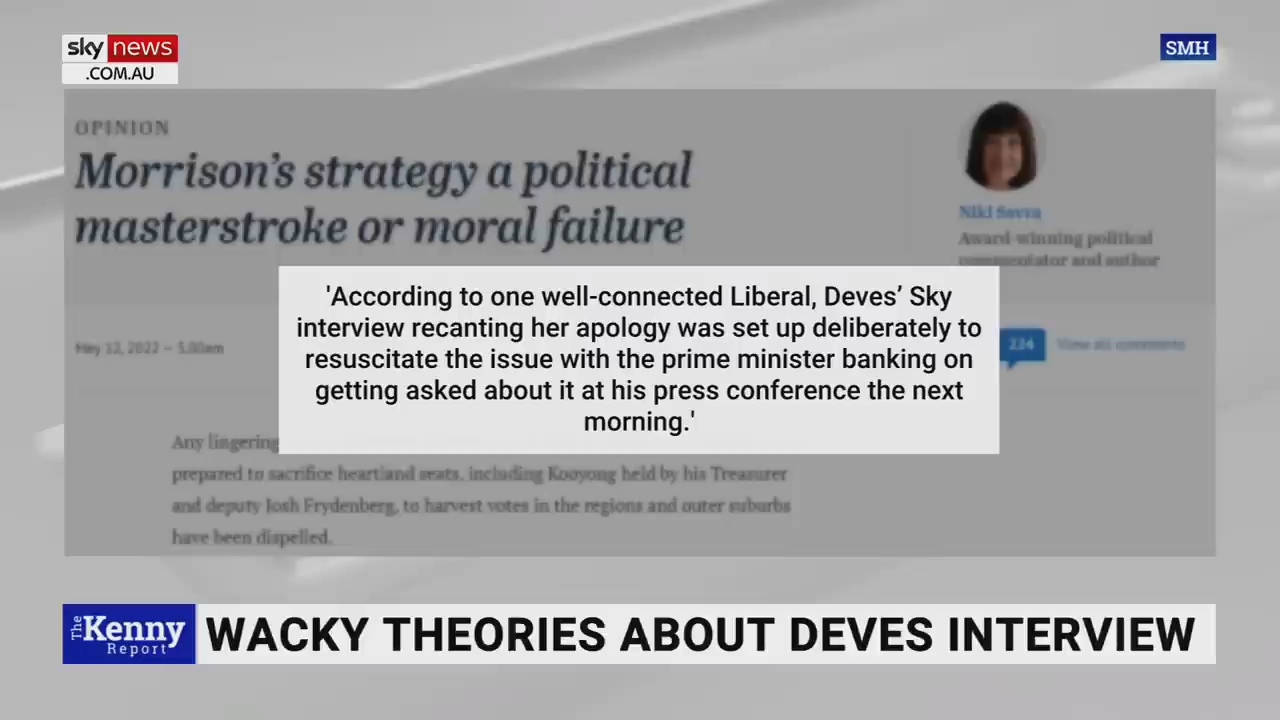 sky news
.COM.AU
SMH
OPINION
Morrison's strategy a political
masterstroke or moral failure
Niki Savva
Award-winning political
commentator and author
'According to one well-connected Liberal, Deves' Sky
interview recanting her apology was set up deliberately to
resuscitate the issue with the prime minister banking on
getting asked about it at his press conference the next
morning.'
May 12, 2022 — 5.00am
224
View all comments
Any lingering
prepared to sacrifice heartland seats, including Kooyong held by his Treasurer
and deputy Josh Frydenberg, to harvest votes in the regions and outer suburbs
have been dispelled.
The Kenny Report
WACKY THEORIES ABOUT DEVES INTERVIEW